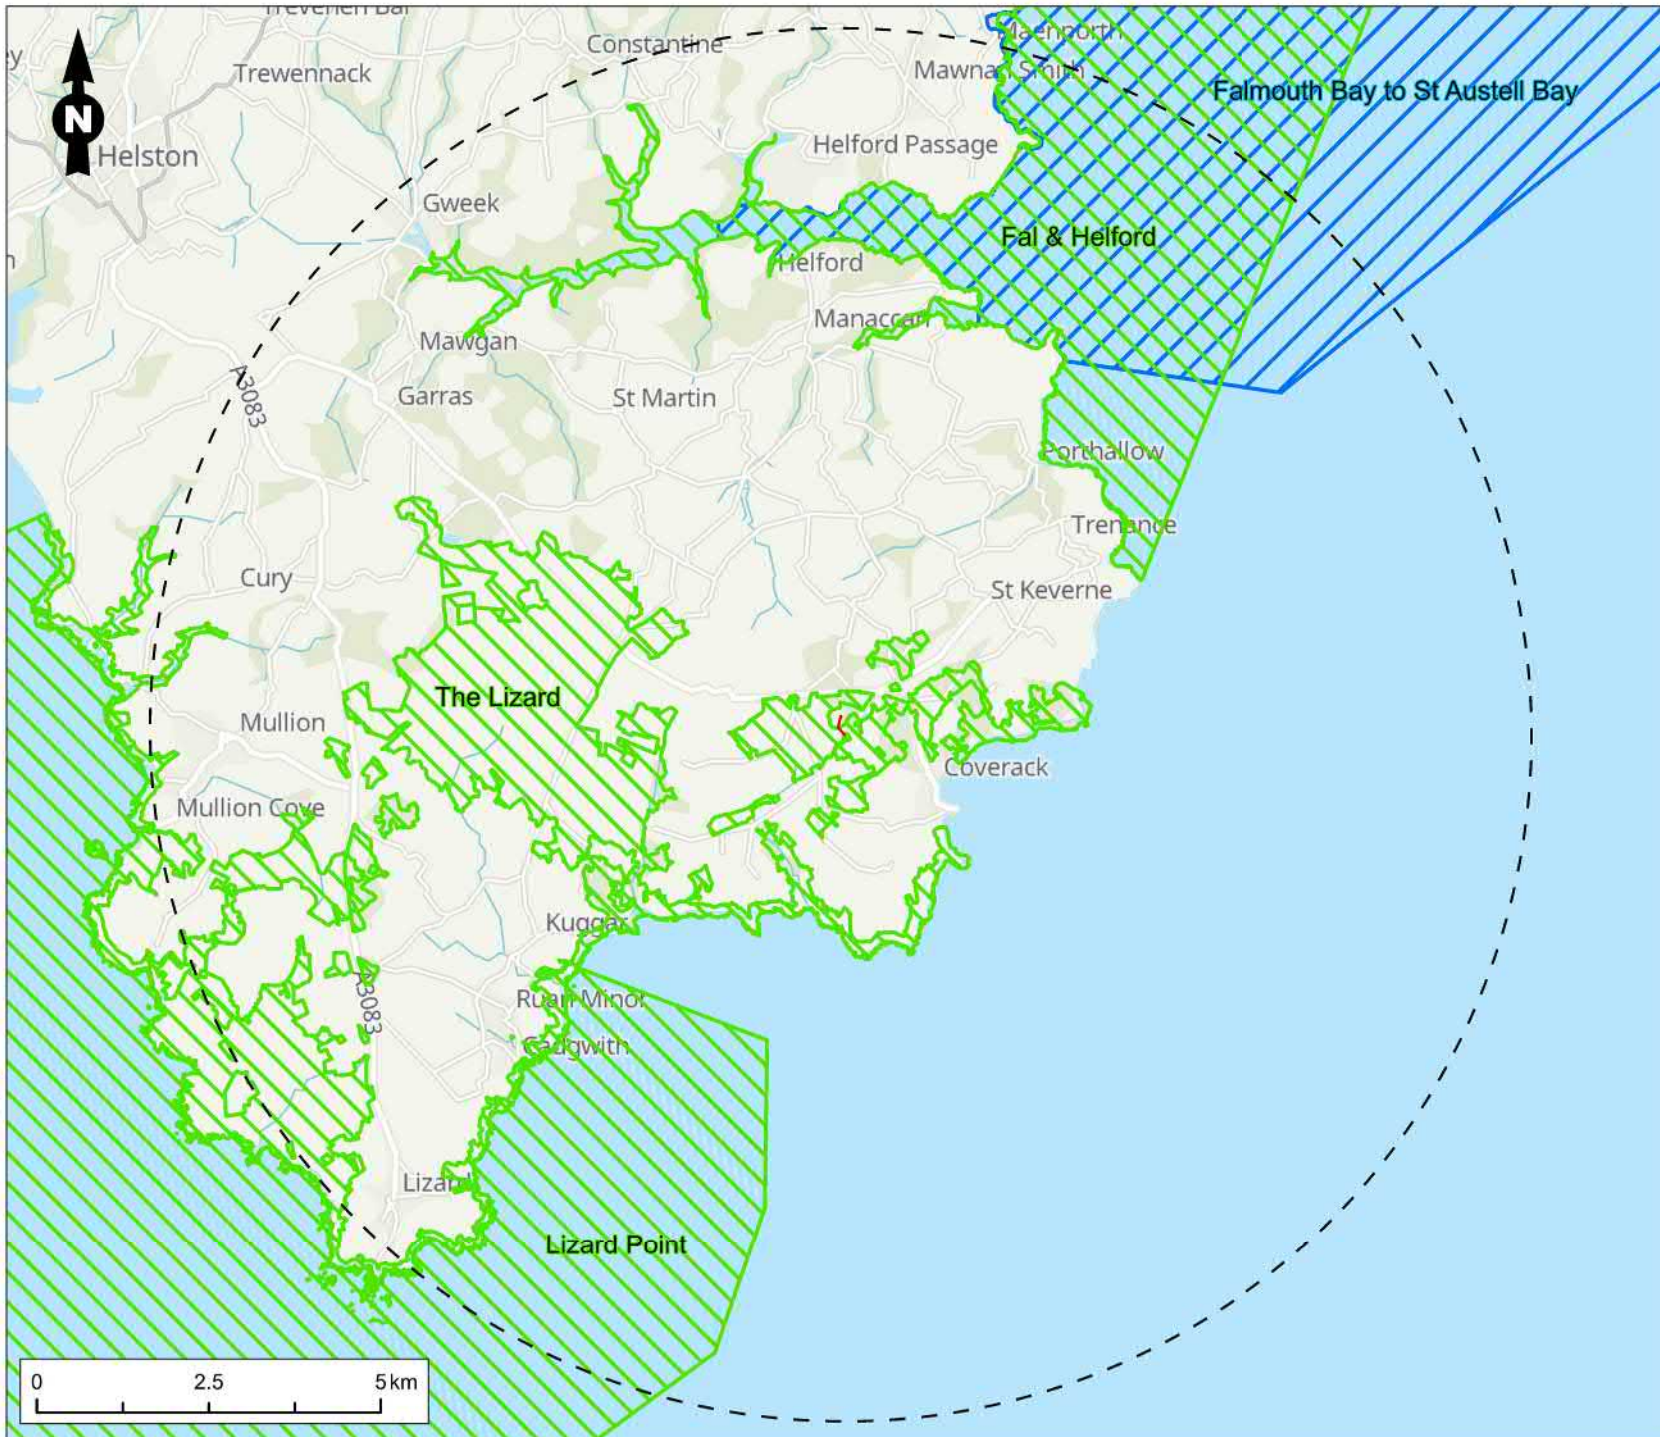 Constantine
Maenporth
Trewennack
Mawnan Smith
Falmouth Bay to St Austell Bay
N
Helston
Helford Passage
Gweek
Fal & Helford
Helford
Manaccan
Mawgan
A3083
Garras
St Martin
Porthallow
Trenance
Cury
St Keverne
The Lizard
Mullion
Coverack
Mullion Cove
Kuggar
A3083
Ruan Minor
Cadgwith
Lizard
Lizard Point
0 2.5 5 km